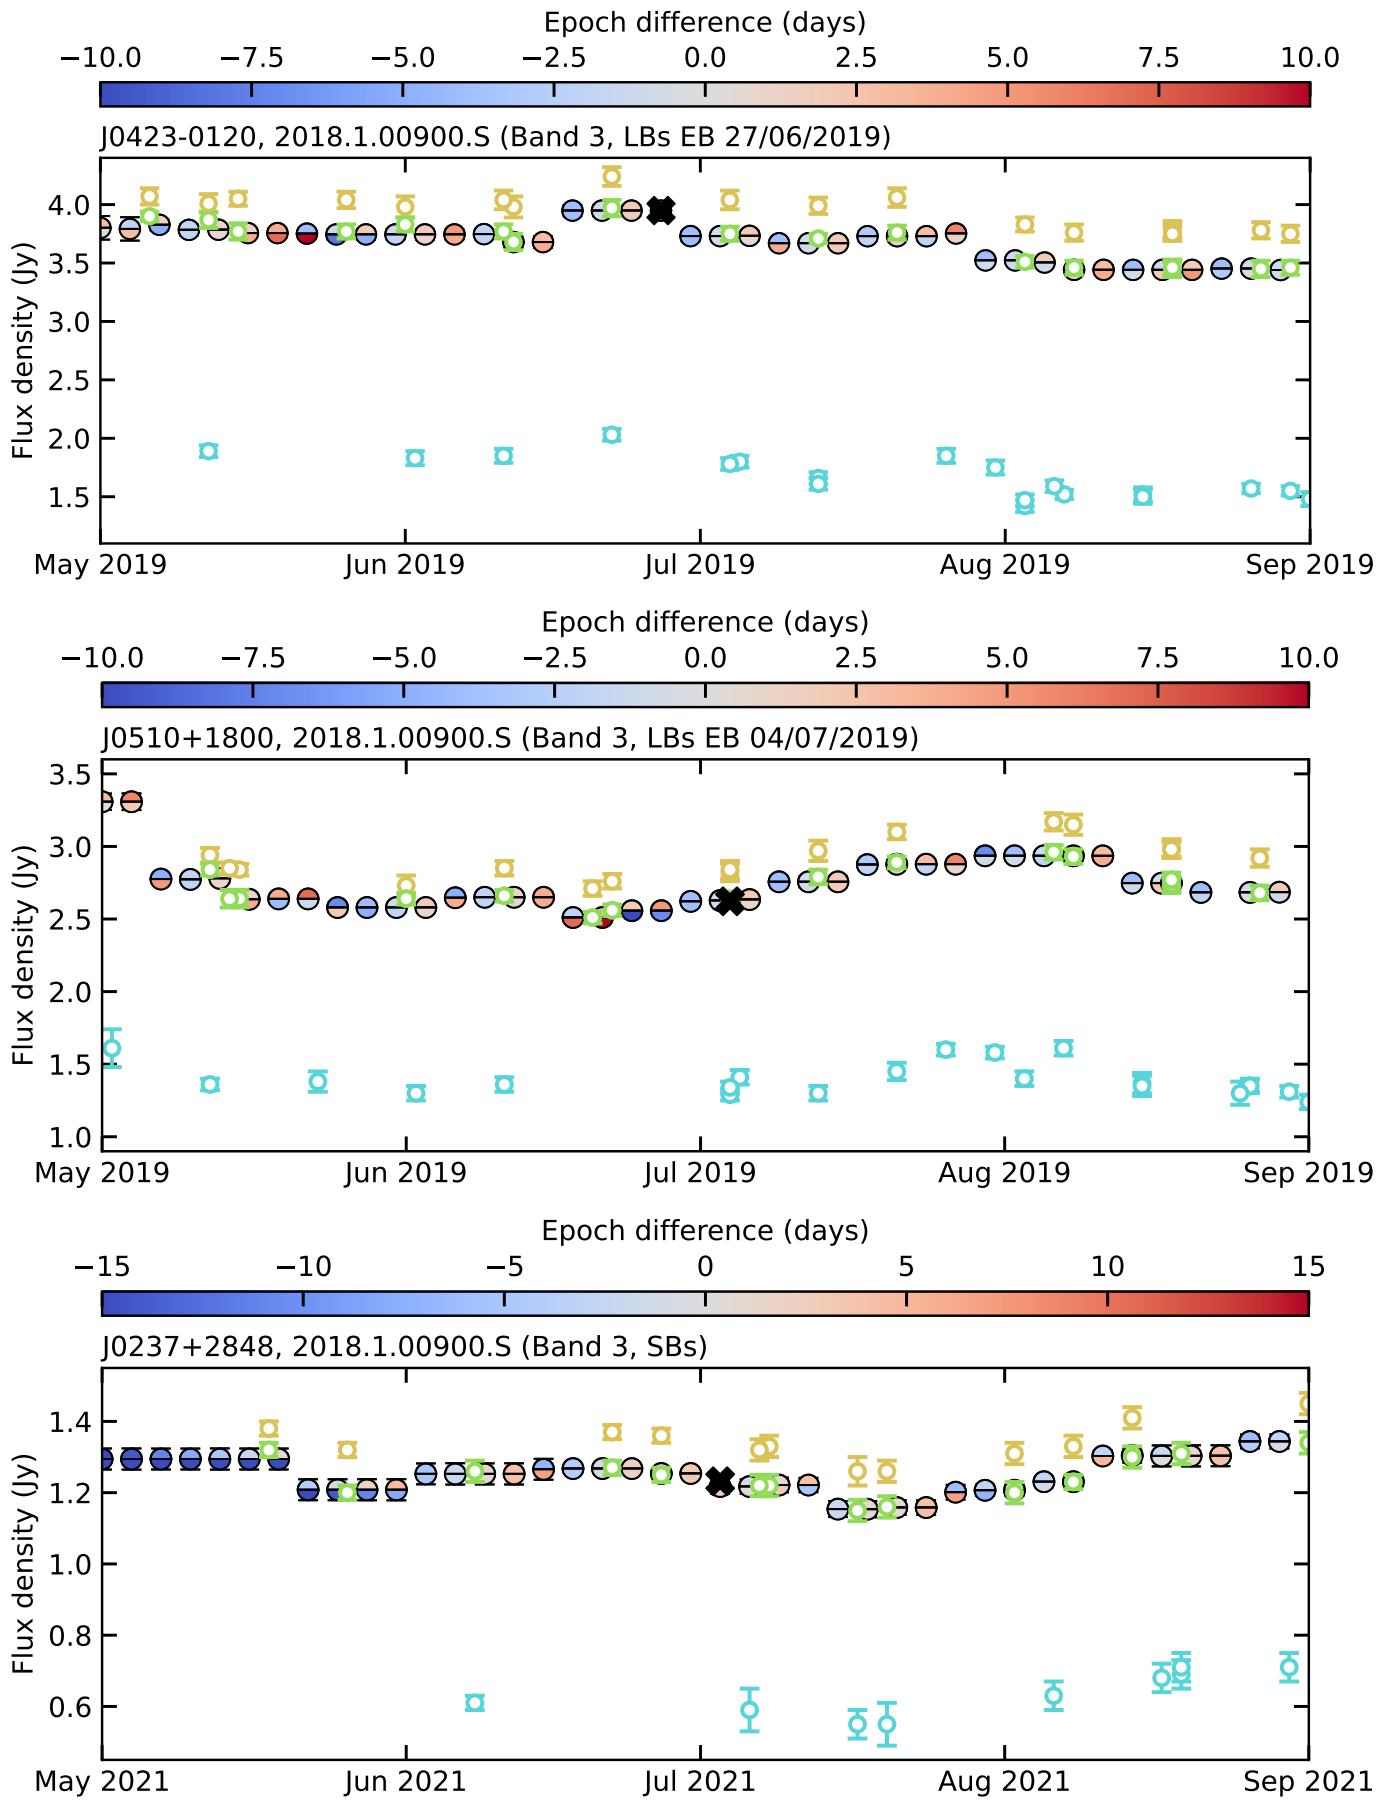 Epoch difference (days)
−10.0 −7.5 −5.0 −2.5 0.0 2.5 5.0 7.5 10.0
J0423-0120, 2018.1.00900.S (Band 3, LBs EB 27/06/2019)
4.0
3.5
3.0
2.5
2.0
1.5
Flux density (Jy)
May 2019 Jun 2019 Jul 2019 Aug 2019 Sep 2019
Epoch difference (days)
−10.0 −7.5 −5.0 −2.5 0.0 2.5 5.0 7.5 10.0
J0510+1800, 2018.1.00900.S (Band 3, LBs EB 04/07/2019)
3.5
3.0
2.5
2.0
1.5
1.0
Flux density (Jy)
May 2019 Jun 2019 Jul 2019 Aug 2019 Sep 2019
Epoch difference (days)
−15 −10 −5 0 5 10 15
J0237+2848, 2018.1.00900.S (Band 3, SBs)
1.4
1.2
1.0
0.8
0.6
Flux density (Jy)
May 2021 Jun 2021 Jul 2021 Aug 2021 Sep 2021